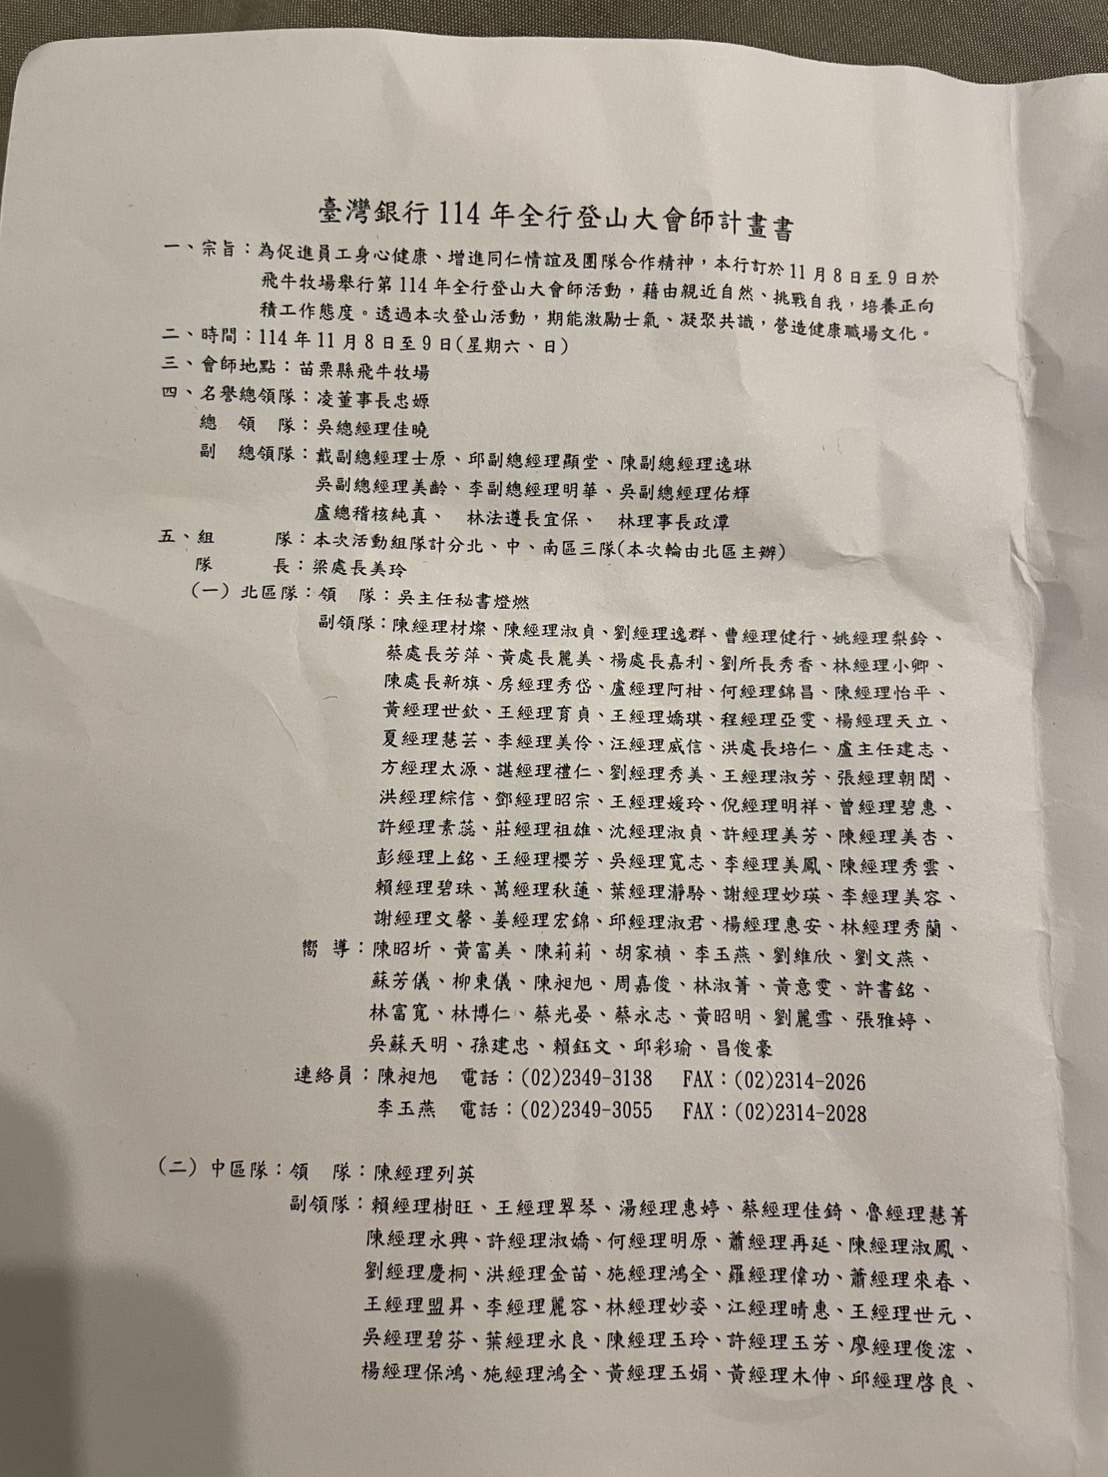 臺灣銀行114年全行登山大會師計畫書
一、宗旨：為促進員工身心健康、增進同仁情誼及團隊合作精神，本行訂於11月8日至9日於
飛牛牧場舉行第114年全行登山大會師活動，藉由親近自然、挑戰自我，培養正向
積工作態度。透過本次登山活動，期能激勵士氣、凝聚共識，營造健康職場文化。
二、時間：114年11月8日至9日(星期六、日)
三、會師地點：苗栗縣飛牛牧場
四、名譽總領隊：凌董事長忠嫄
總 領 隊：吳總經理佳曉
副 總領隊：戴副總經理士原、邱副總經理顯堂、陳副總經理逸琳
吳副總經理美齡、李副總經理明華、吳副總經理佑輝
盧總稽核純真、 林法遵長宜保、 林理事長政潭
五、組 隊：本次活動組隊計分北、中、南區三隊(本次輪由北區主辦)
隊 長：梁處長美玲
(一)北區隊：領 隊：吳主任秘書燈燃
副領隊：陳經理材燦、陳經理淑貞、劉經理逸群、曹經理健行、姚經理梨鈴、
蔡處長芳萍、黃處長麗美、楊處長嘉利、劉所長秀香、林經理小卿、
陳處長新旗、房經理秀岱、盧經理阿柑、何經理錦昌、陳經理怡平、
黃經理世欽、王經理育貞、王經理嬌琪、程經理亞雯、楊經理天立、
夏經理慧芸、李經理美伶、汪經理威信、洪處長培仁、盧主任建志、
方經理太源、諶經理禮仁、劉經理秀美、王經理淑芳、張經理朝閎、
洪經理綜信、鄧經理昭宗、王經理媛玲、倪經理明祥、曾經理碧惠、
許經理素蕊、莊經理祖雄、沈經理淑貞、許經理美芳、陳經理美杏、
彭經理上銘、王經理櫻芳、吳經理寬志、李經理美鳳、陳經理秀雲、
賴經理碧珠、萬經理秋蓮、葉經理瀞駖、謝經理妙瑛、李經理美容、
謝經理文馨、姜經理宏錦、邱經理淑君、楊經理惠安、林經理秀蘭、
嚮 導：陳昭圻、黃富美、陳莉莉、胡家禎、李玉燕、劉維欣、劉文燕、
蘇芳儀、柳東儀、陳昶旭、周嘉俊、林淑菁、黃意雯、許書銘、
林富寬、林博仁、蔡光晏、蔡永志、黃昭明、劉麗雪、張雅婷、
吳蘇天明、孫建忠、賴鈺文、邱彩瑜、昌俊豪
連絡員：陳昶旭 電話：(02)2349-3138 FAX：(02)2314-2026
李玉燕 電話：(02)2349-3055 FAX：(02)2314-2028
(二)中區隊：領 隊：陳經理列英
副領隊：賴經理樹旺、王經理翠琴、湯經理惠婷、蔡經理佳錡、魯經理慧菁
陳經理永興、許經理淑嬌、何經理明原、蕭經理再延、陳經理淑鳳、
劉經理慶桐、洪經理金苗、施經理鴻全、羅經理偉功、蕭經理來春、
王經理盟昇、李經理麗容、林經理妙姿、江經理晴惠、王經理世元、
吳經理碧芬、葉經理永良、陳經理玉玲、許經理玉芳、廖經理俊浤、
楊經理保鴻、施經理鴻全、黃經理玉娟、黃經理木伸、邱經理啓良、